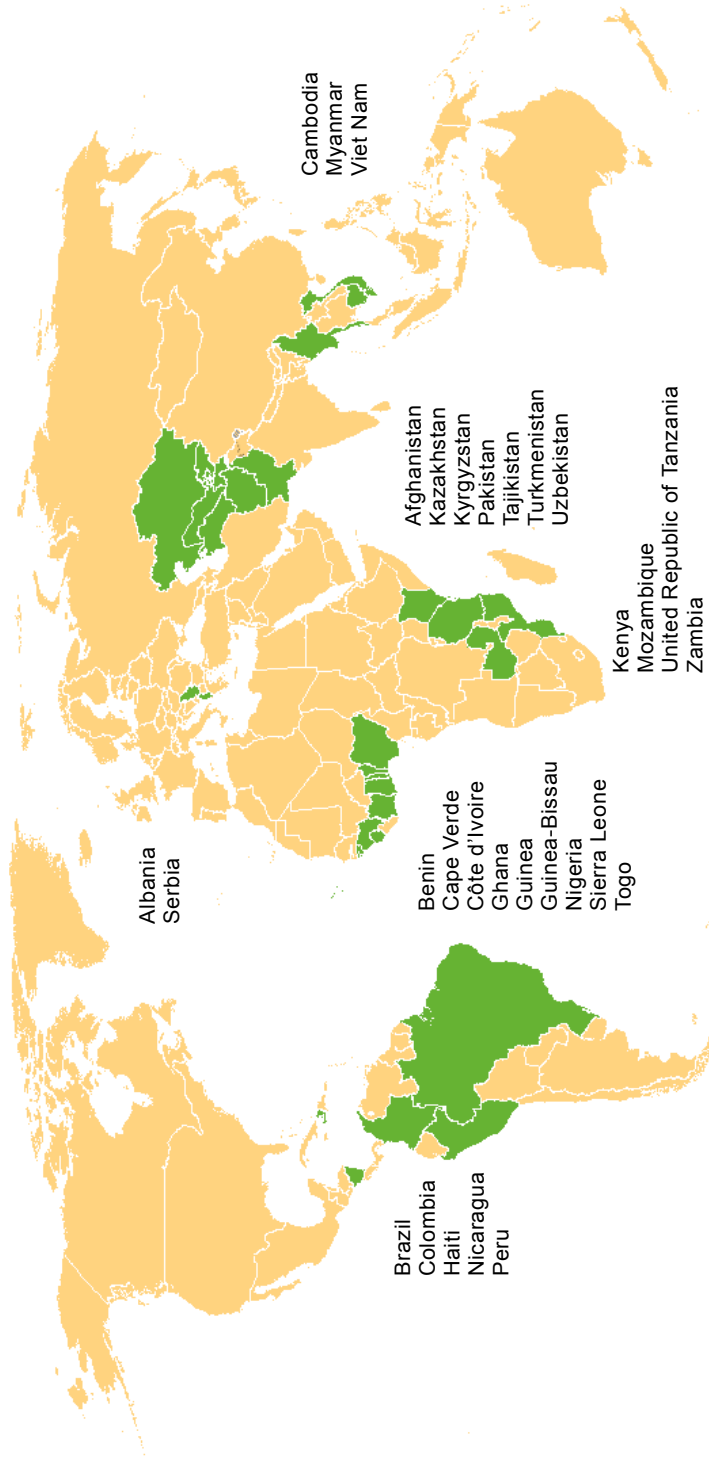 Albania
Serbia
Cambodia
Myanmar
Viet Nam
Brazil
Colombia
Haiti
Nicaragua
Peru
Benin
Cape Verde
Côte d'Ivoire
Ghana
Guinea
Guinea-Bissau
Nigeria
Sierra Leone
Togo
Afghanistan
Kazakhstan
Kyrgyzstan
Pakistan
Tajikistan
Turkmenistan
Uzbekistan
Kenya
Mozambique
United Republic of Tanzania
Zambia